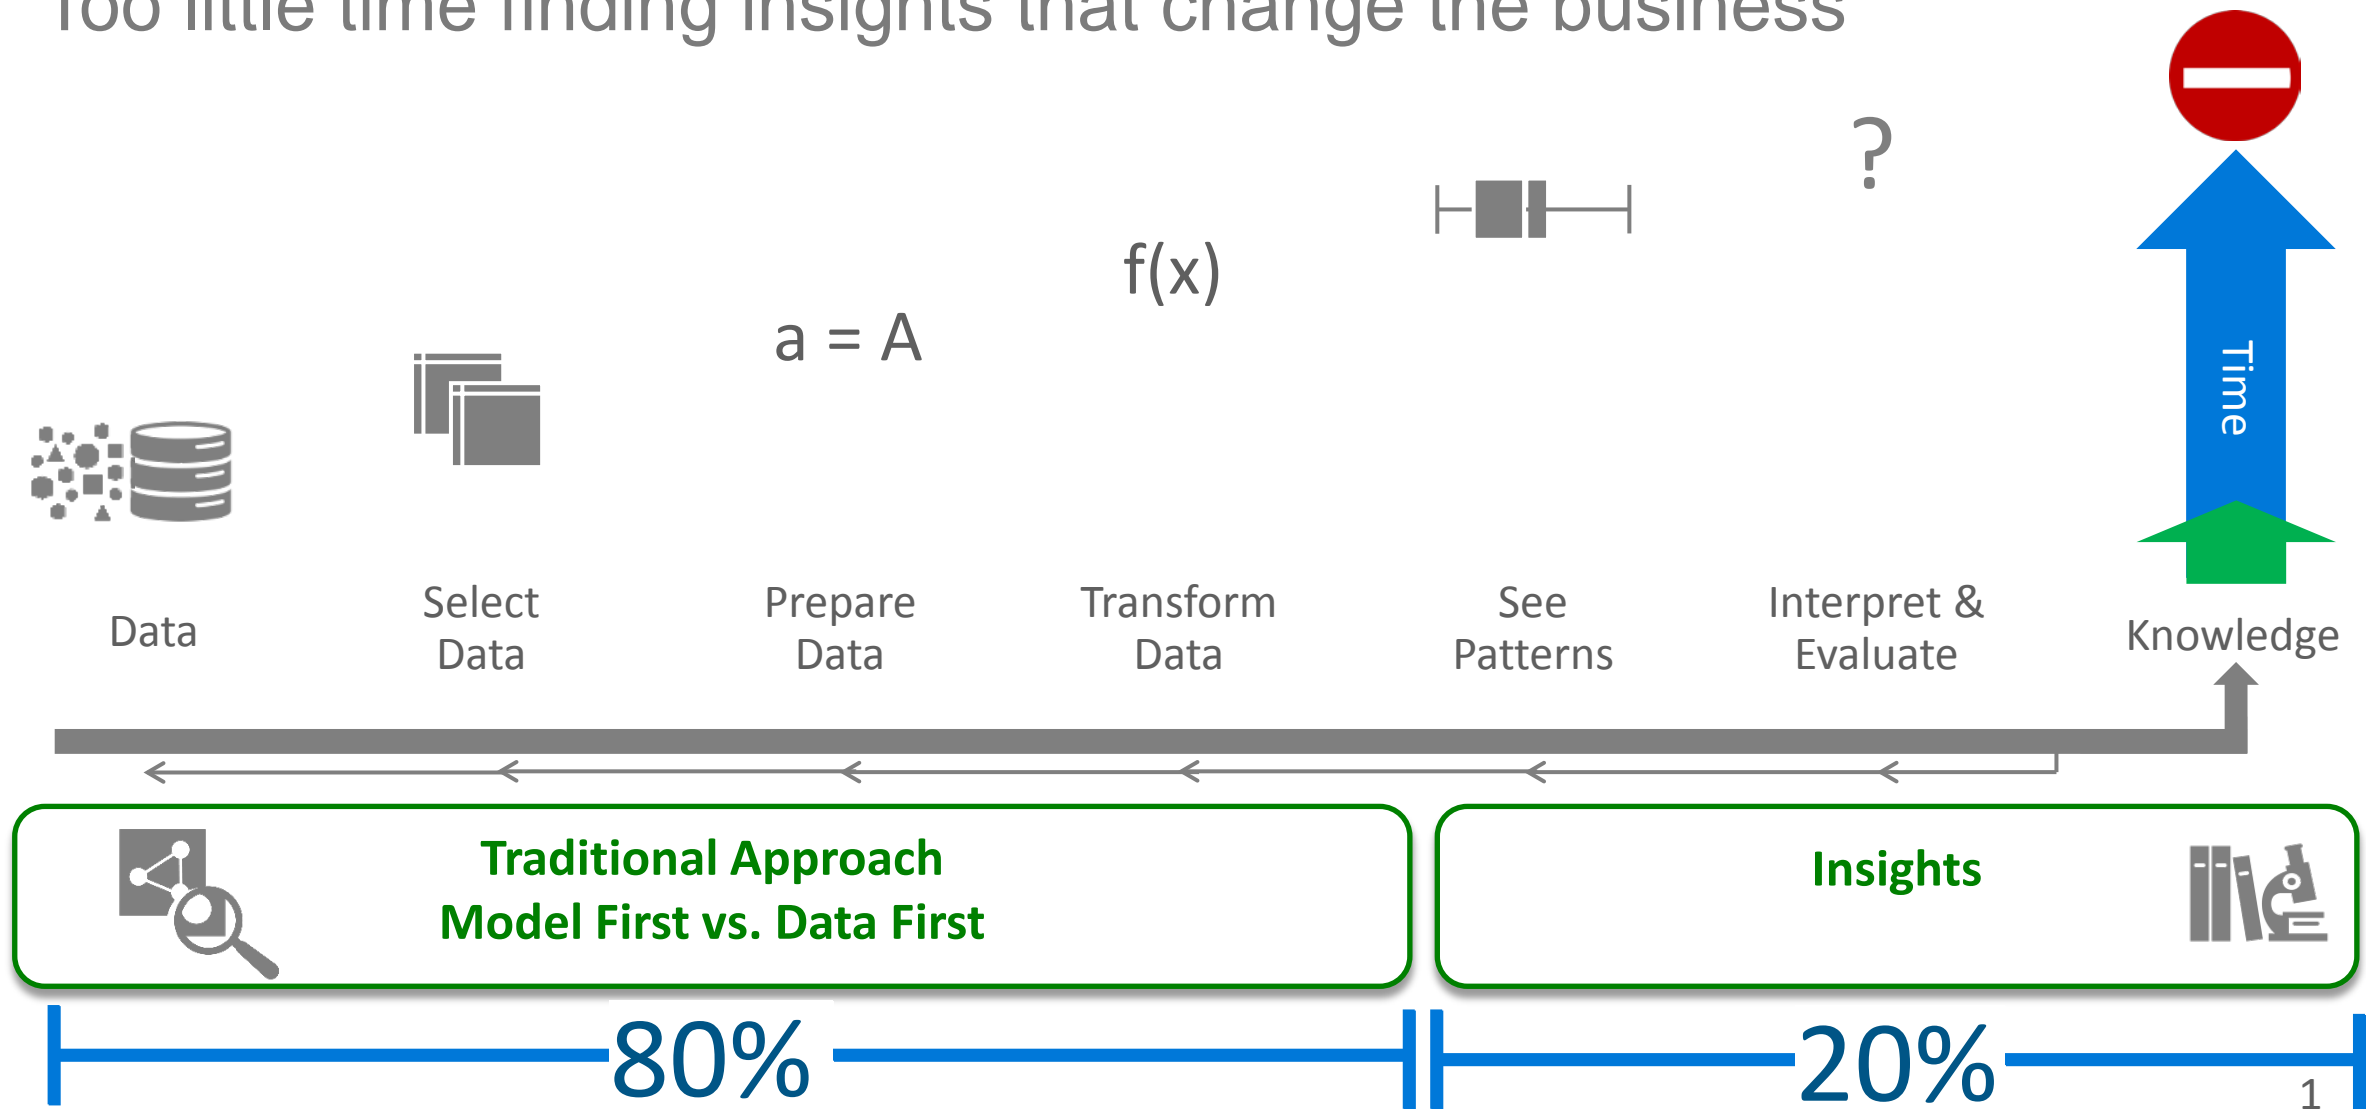 Too little time finding insights that change the business
?
f(x)
a = A
Time
Data
Select
Data
Prepare
Data
Transform
Data
See
Patterns
Interpret &
Evaluate
Knowledge
Traditional Approach
Model First vs. Data First
Insights
80%
20%
1